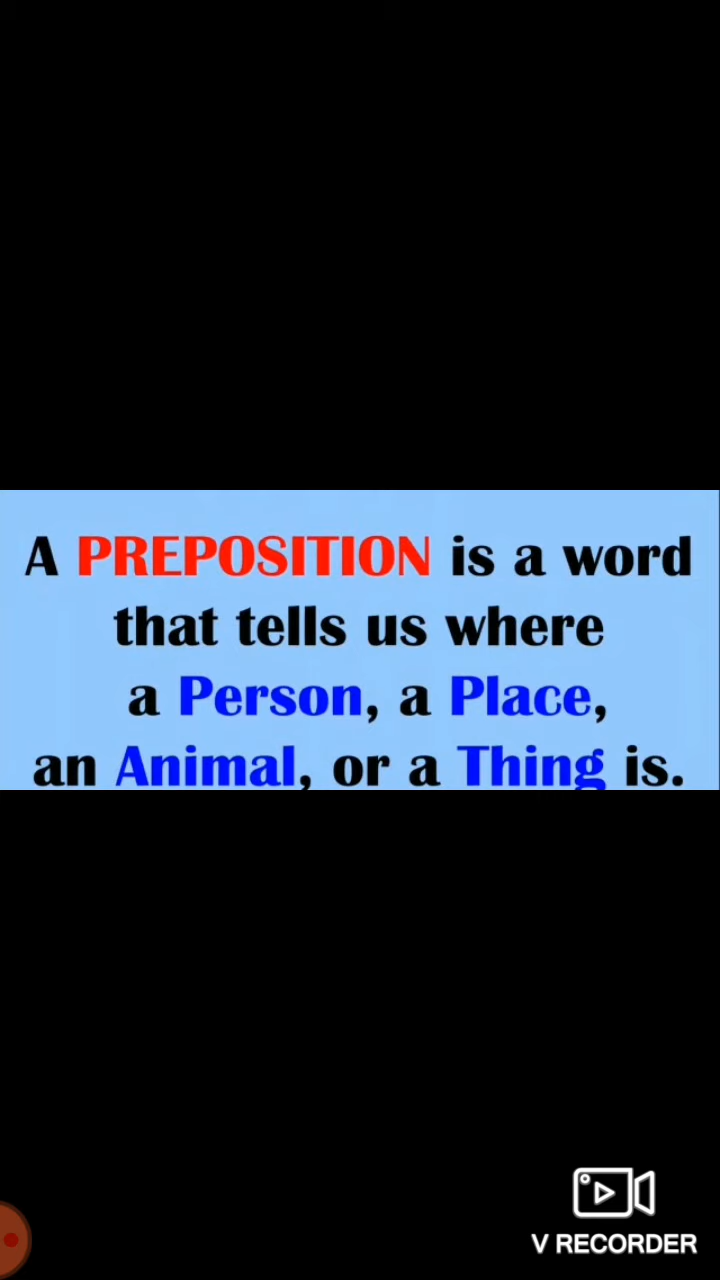 A PREPOSITION is a word
that tells us where
a Person, a Place,
an Animal, or a Thing is.
V RECORDER